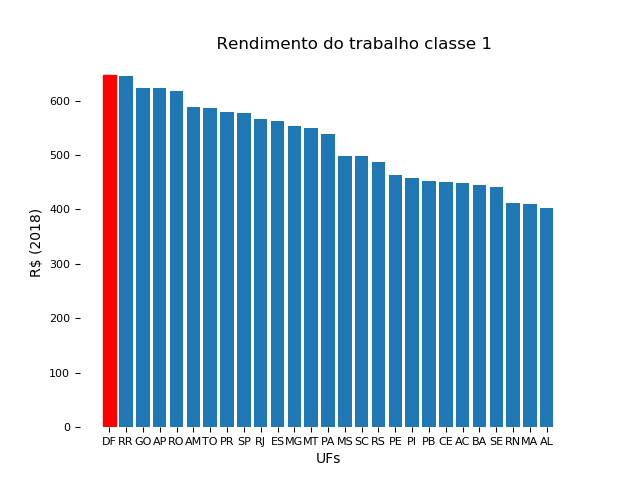 Rendimento do trabalho classe 1
R$ (2018)
600
500
400
300
200
100
0
DF RR GO AP RO AM TO PR SP RJ ES MG MT PA MS SC RS PE PI PB CE AC BA SE RN MA AL
UFs